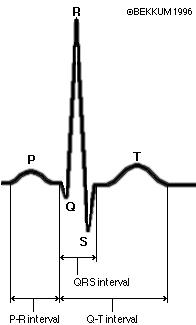 R
©BEKKUM 1996
P
T
Q
S
QRS interval
P-R interval
Q-T interval